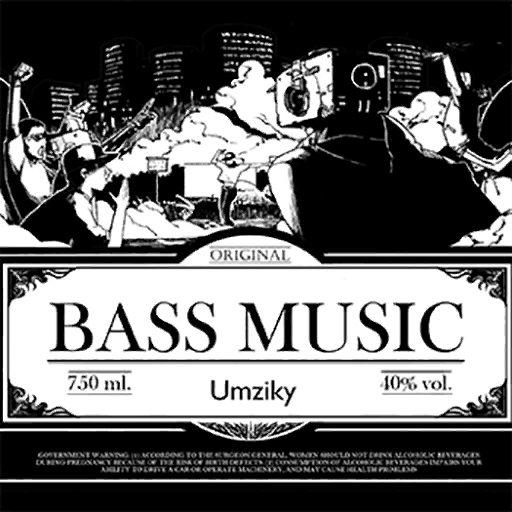 ORIGINAL
BASS MUSIC
750 ml.
Umziky
40% vol.
GOVERNMENT WARNING: (1) ACCORDING TO THE SURGEON GENERAL, WOMEN SHOULD NOT DRINK ALCOHOLIC BEVERAGES
DURING PREGNANCY BECAUSE OF THE RISK OF BIRTH DEFECTS. (2) CONSUMPTION OF ALCOHOLIC BEVERAGES IMPAIRS YOUR
ABILITY TO DRIVE A CAR OR OPERATE MACHINERY, AND MAY CAUSE HEALTH PROBLEMS